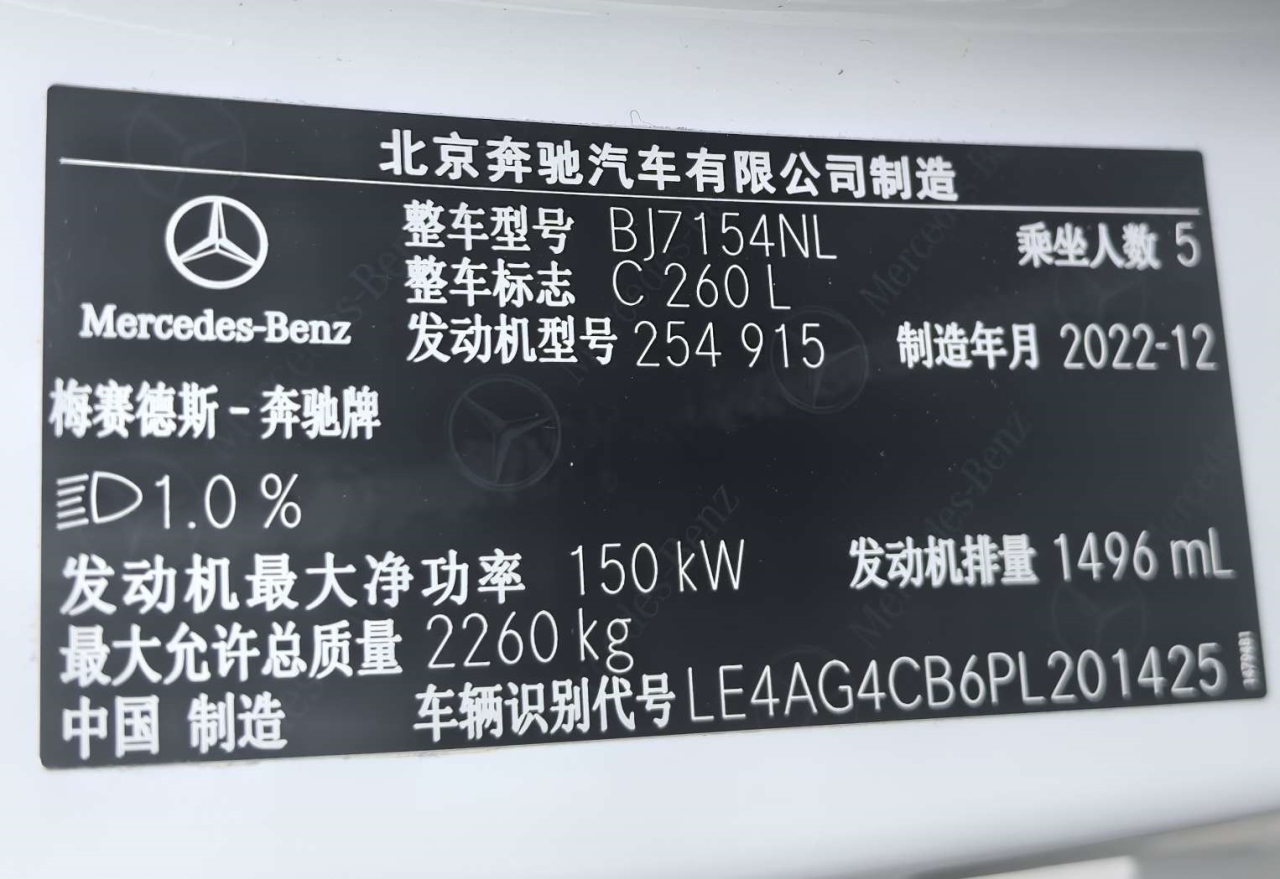 北京奔驰汽车有限公司制造
整车型号 BJ7154NL 乘坐人数 5
整车标志 C 260 L
Mercedes-Benz
发动机型号 254 915 制造年月 2022-12
梅赛德斯-奔驰牌
1.0 %
发动机最大净功率 150 kW 发动机排量 1496 mL
最大允许总质量 2260 kg
中国 制造 车辆识别代号 LE4AG4CB6PL201425